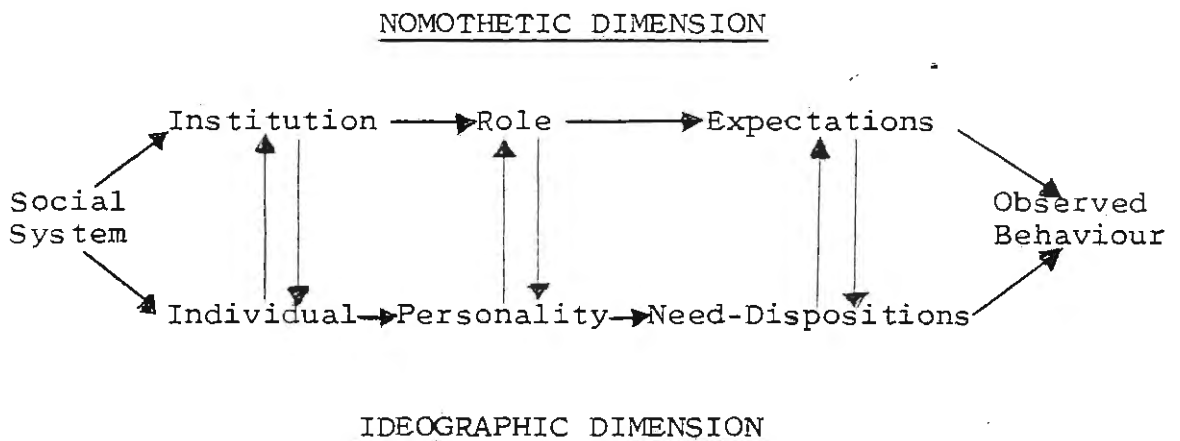 NOMOTHETIC DIMENSION
Institution Role Expectations
Social
System
Observed
Behaviour
Individual Personality Need-Dispositions
IDEOGRAPHIC DIMENSION